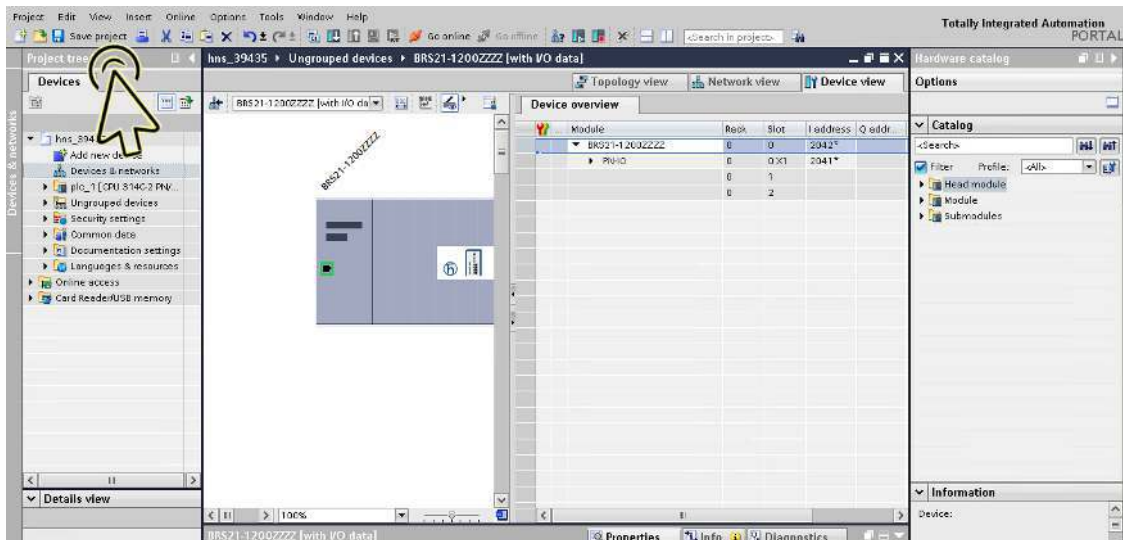 Project Edit View Insert Online Options Tools Window Help
Totally Integrated Automation
PORTAL
Save project
Go online
Go offline
<Search in project>
Project tree
hns_39435 ▸ Ungrouped devices ▸ BRS21-1200ZZZZ [with I/O data]
Hardware catalog
Devices
Topology view
Network view
Device view
Options
BRS21-1200ZZZZ [with I/O da
Device overview
Devices & networks
Module Rack Slot I address Q addr...
BRS21-1200ZZZZ 0 0 2042*
PN-IO 0 0 X1 2041*
0 1
0 2
Catalog
<Search>
Filter Profile: <All>
Head module
Module
Submodules
Add new
Devices & networks
plc_1 [CPU 314C-2 PN/...
Ungrouped devices
Security settings
Common data
Documentation settings
Languages & resources
Online access
Card Reader/USB memory
BRS21-1200ZZZZ
Details view
100%
Information
Device:
BRS21-1200ZZZZ [with I/O data]
Properties
Info
Diagnostics